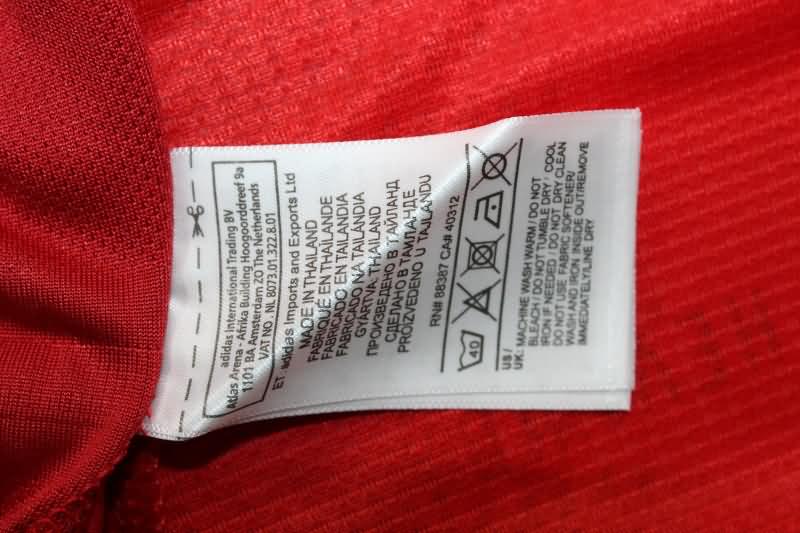 adidas International Trading BV
Atlas Arena - Afrika Building Hoogoorddreef 9a
1101 BA Amsterdam ZO The Netherlands
VAT NO. NL 8073.01.322.B.01
ET. adidas Imports and Exports Ltd
MADE IN THAILAND
FABRIQUÉ EN THAÏLANDE
FABRICADO EN TAILANDIA
FABRICADO NA TAILÂNDIA
GYÁRTVA: THAILAND
ПРОИЗВЕДЕНО В ТАЙЛАНД
СДЕЛАНО В ТАИЛАНДЕ
PROIZVEDENO U TAJLANDU
RN# 88387 CA# 40312
40
US /
UK: MACHINE WASH WARM / DO NOT
BLEACH / DO NOT TUMBLE DRY / COOL
IRON IF NEEDED / DO NOT DRY CLEAN
DO NOT USE FABRIC SOFTENER/
WASH AND IRON INSIDE OUT/REMOVE
IMMEDIATELY/LINE DRY